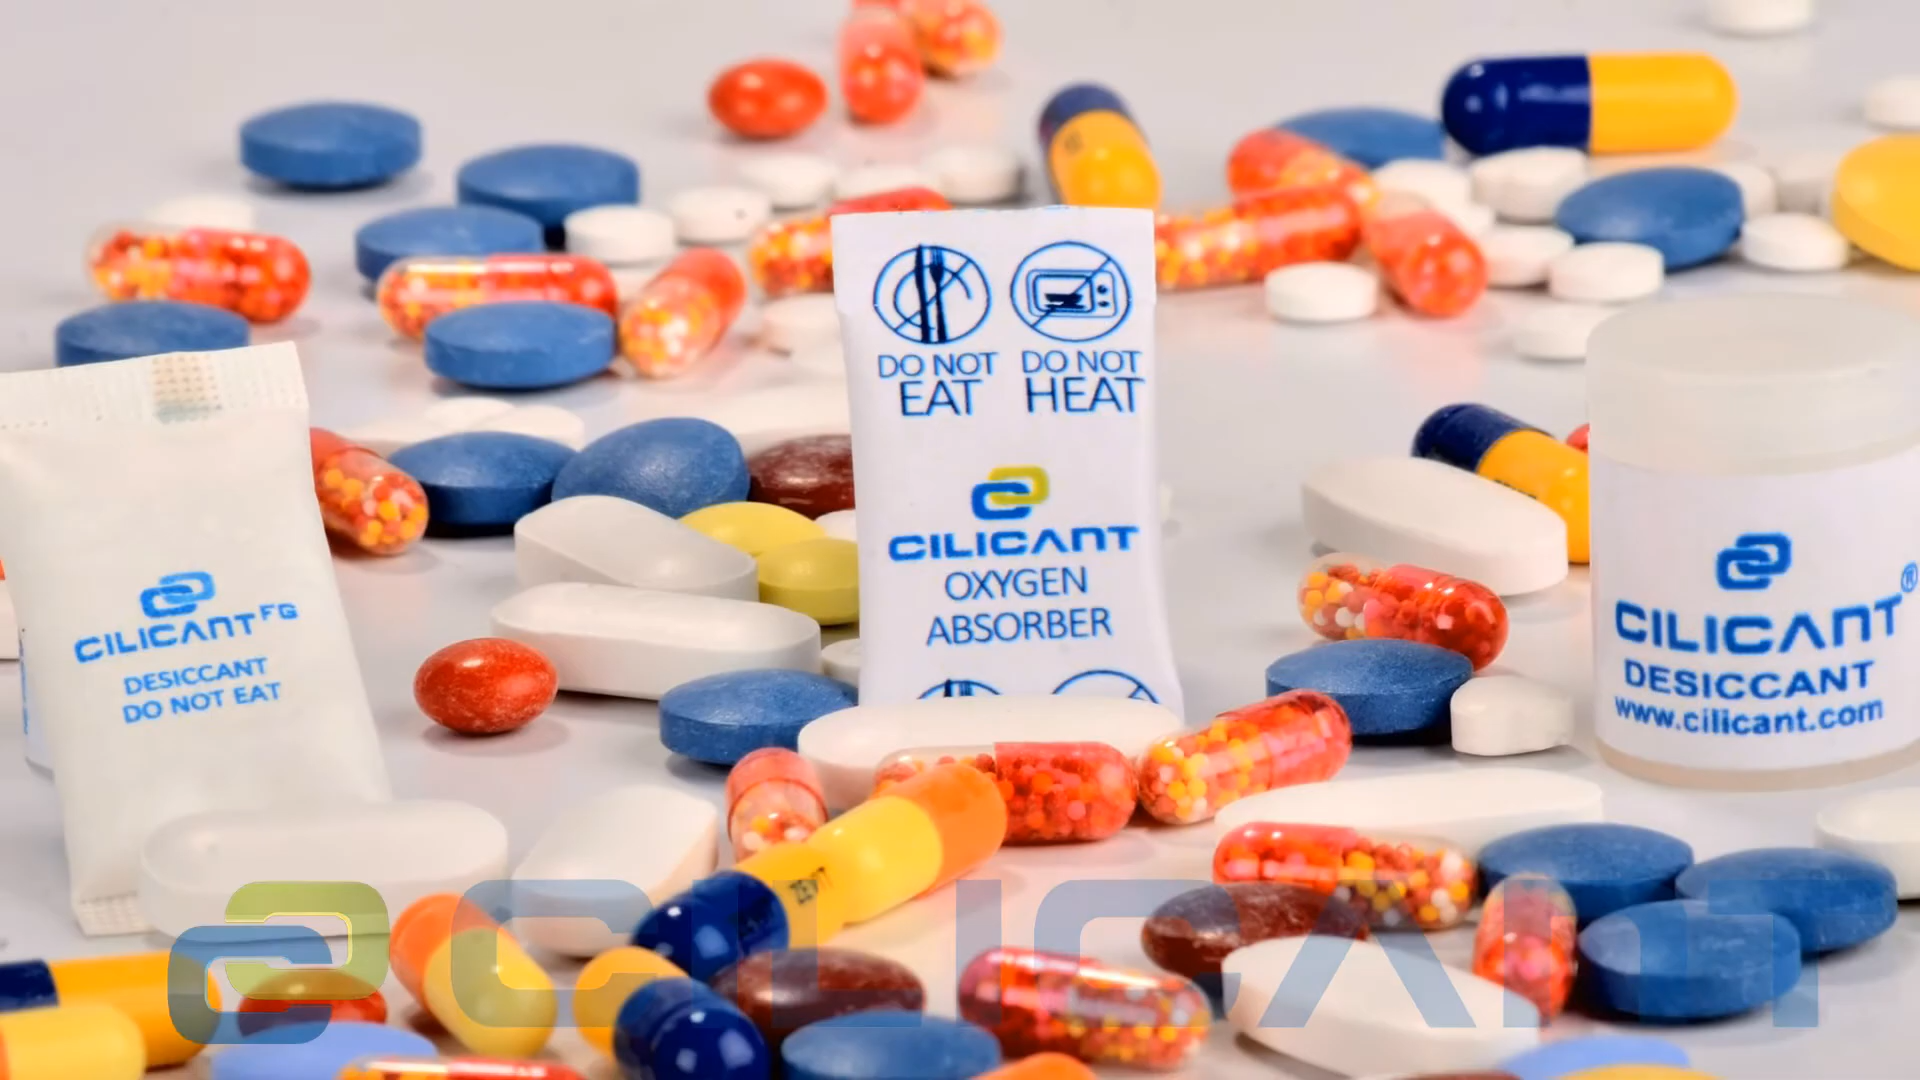 DO NOT
EAT
DO NOT
HEAT
CILICANT
OXYGEN
ABSORBER
CILICANT FG
DESICCANT
DO NOT EAT
CILICANT®
DESICCANT
www.cilicant.com
CILICANT